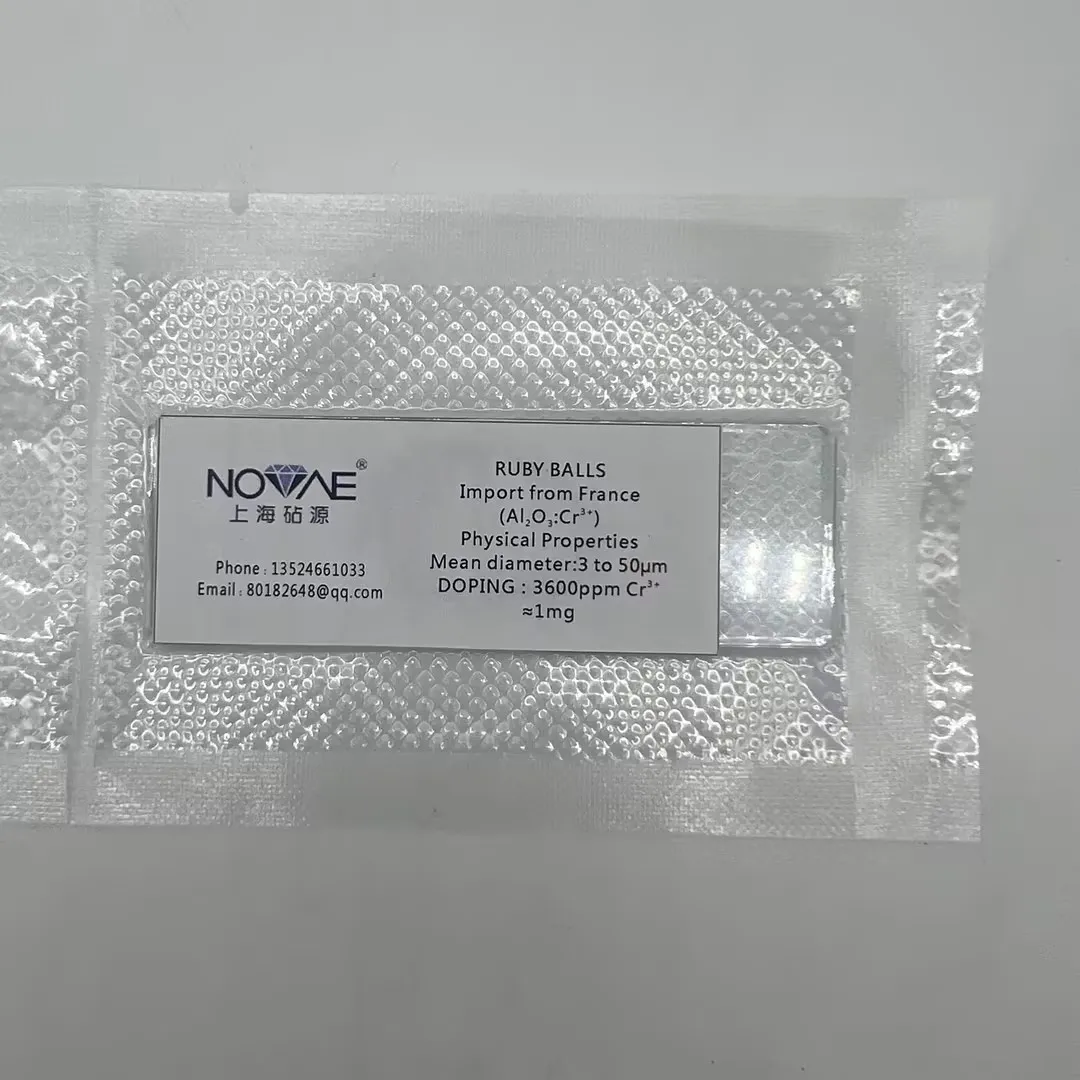 NOVAE®
上海砧源
Phone：13524661033
Email：80182648@qq.com
RUBY BALLS
Import from France
(Al₂O₃:Cr³⁺)
Physical Properties
Mean diameter:3 to 50μm
DOPING：3600ppm Cr³⁺
≈1mg